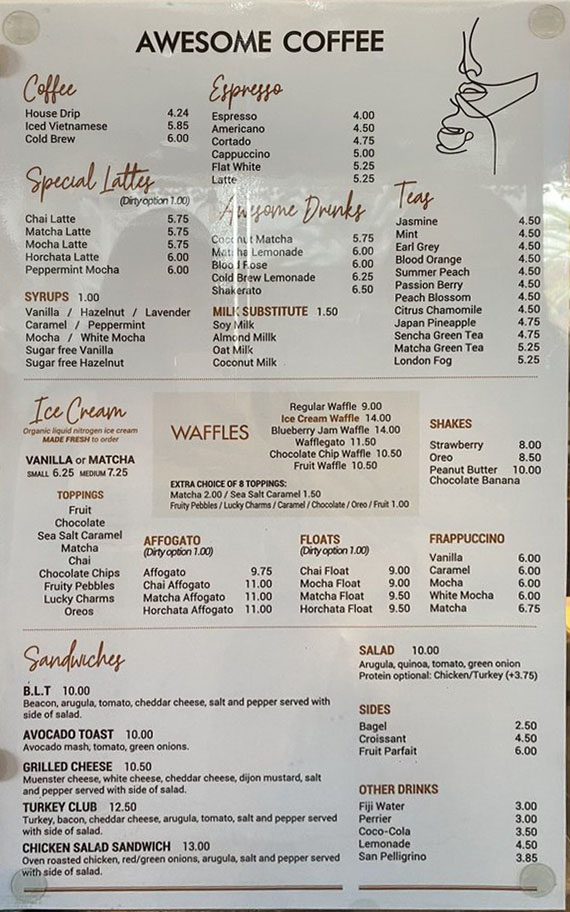 AWESOME COFFEE
Coffee
House Drip 4.24
Iced Vietnamese 5.85
Cold Brew 6.00
Espresso
Espresso 4.00
Americano 4.50
Cortado 4.75
Cappuccino 5.00
Flat White 5.25
Latte 5.25
Special Lattes
(Dirty option 1.00)
Chai Latte 5.75
Matcha Latte 5.75
Mocha Latte 5.75
Horchata Latte 6.00
Peppermint Mocha 6.00
SYRUPS 1.00
Vanilla / Hazelnut / Lavender
Caramel / Peppermint
Mocha / White Mocha
Sugar free Vanilla
Sugar free Hazelnut
Awesome Drinks
Coconut Matcha 5.75
Matcha Lemonade 6.00
Blood Rose 6.00
Cold Brew Lemonade 6.25
Shakerato 6.50
MILK SUBSTITUTE 1.50
Soy Milk
Almond Millk
Oat Milk
Coconut Milk
Teas
Jasmine 4.50
Mint 4.50
Earl Grey 4.50
Blood Orange 4.50
Summer Peach 4.50
Passion Berry 4.50
Peach Blossom 4.50
Citrus Chamomile 4.50
Japan Pineapple 4.75
Sencha Green Tea 4.75
Matcha Green Tea 5.25
London Fog 5.25
Ice Cream
Organic liquid nitrogen ice cream
MADE FRESH to order
VANILLA or MATCHA
SMALL 6.25 MEDIUM 7.25
TOPPINGS
Fruit
Chocolate
Sea Salt Caramel
Matcha
Chai
Chocolate Chips
Fruity Pebbles
Lucky Charms
Oreos
WAFFLES
Regular Waffle 9.00
Ice Cream Waffle 14.00
Blueberry Jam Waffle 14.00
Wafflegato 11.50
Chocolate Chip Waffle 10.50
Fruit Waffle 10.50
EXTRA CHOICE OF 8 TOPPINGS:
Matcha 2.00 / Sea Salt Caramel 1.50
Fruity Pebbles / Lucky Charms / Caramel / Chocolate / Oreo / Fruit 1.00
SHAKES
Strawberry 8.00
Oreo 8.50
Peanut Butter 10.00
Chocolate Banana
AFFOGATO
(Dirty option 1.00)
Affogato 9.75
Chai Affogato 11.00
Matcha Affogato 11.00
Horchata Affogato 11.00
FLOATS
(Dirty option 1.00)
Chai Float 9.00
Mocha Float 9.00
Matcha Float 9.50
Horchata Float 9.50
FRAPPUCCINO
Vanilla 6.00
Caramel 6.00
Mocha 6.00
White Mocha 6.00
Matcha 6.75
Sandwiches
B.L.T 10.00
Beacon, arugula, tomato, cheddar cheese, salt and pepper served with
side of salad.
AVOCADO TOAST 10.00
Avocado mash, tomato, green onions.
GRILLED CHEESE 10.50
Muenster cheese, white cheese, cheddar cheese, dijon mustard, salt
and pepper served with side of salad.
TURKEY CLUB 12.50
Turkey, bacon, cheddar cheese, arugula, tomato, salt and pepper served
with side of salad.
CHICKEN SALAD SANDWICH 13.00
Oven roasted chicken, red/green onions, arugula, salt and pepper served
with side of salad.
SALAD 10.00
Arugula, quinoa, tomato, green onion
Protein optional: Chicken/Turkey (+3.75)
SIDES
Bagel 2.50
Croissant 4.50
Fruit Parfait 6.00
OTHER DRINKS
Fiji Water 3.00
Perrier 3.00
Coco-Cola 3.50
Lemonade 4.50
San Pelligrino 3.85